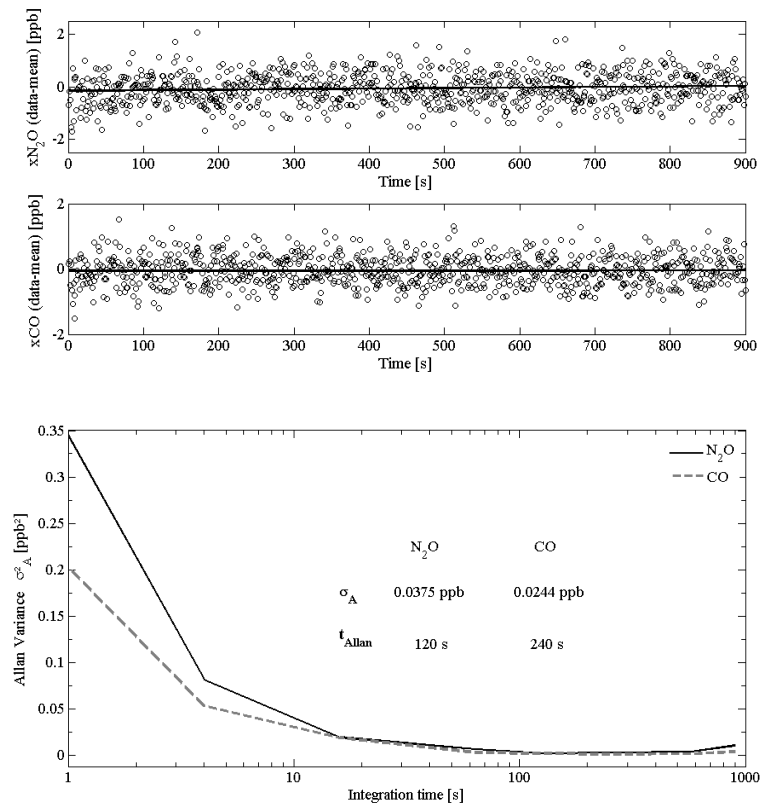 2
0
-2
xN2O (data-mean) [ppb]
0 100 200 300 400 500 600 700 800 900
Time [s]
2
0
-2
xCO (data-mean) [ppb]
0 100 200 300 400 500 600 700 800 900
Time [s]
0.35
0.3
0.25
0.2
0.15
0.1
0.05
0
Allan Variance σ²A [ppb²]
N2O
CO
N2O CO
σA 0.0375 ppb 0.0244 ppb
tAllan 120 s 240 s
1 10 100 1000
Integration time [s]